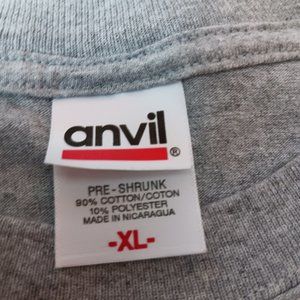 anvil®
PRE-SHRUNK
90% COTTON/COTON
10% POLYESTER
MADE IN NICARAGUA
-XL-